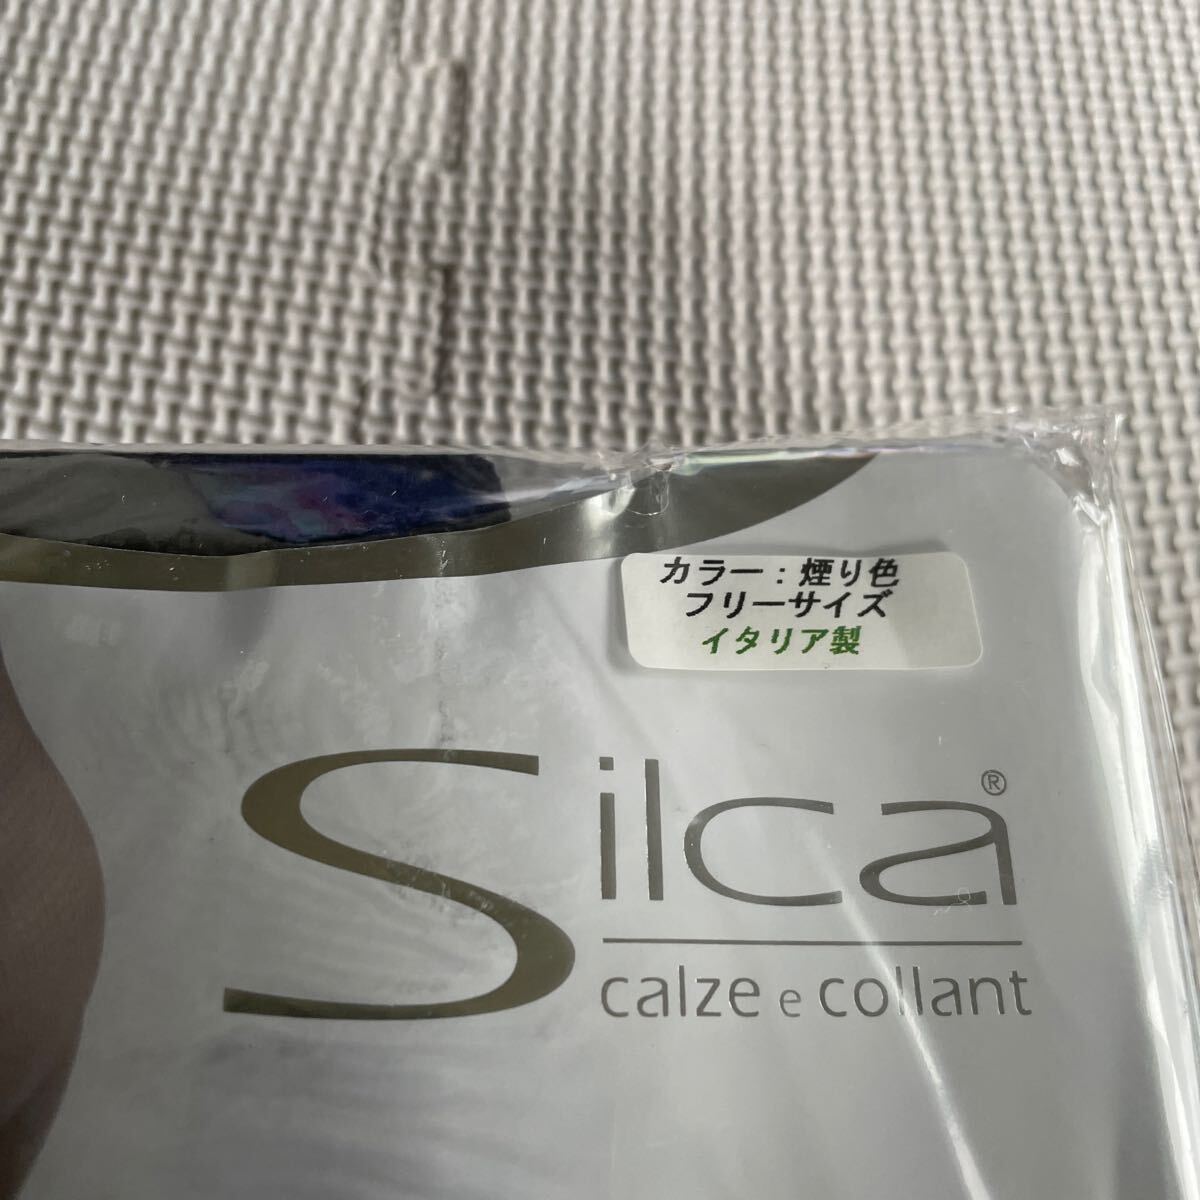 カラー：煙り色
フリーサイズ
イタリア製
Silca®
calze e collant